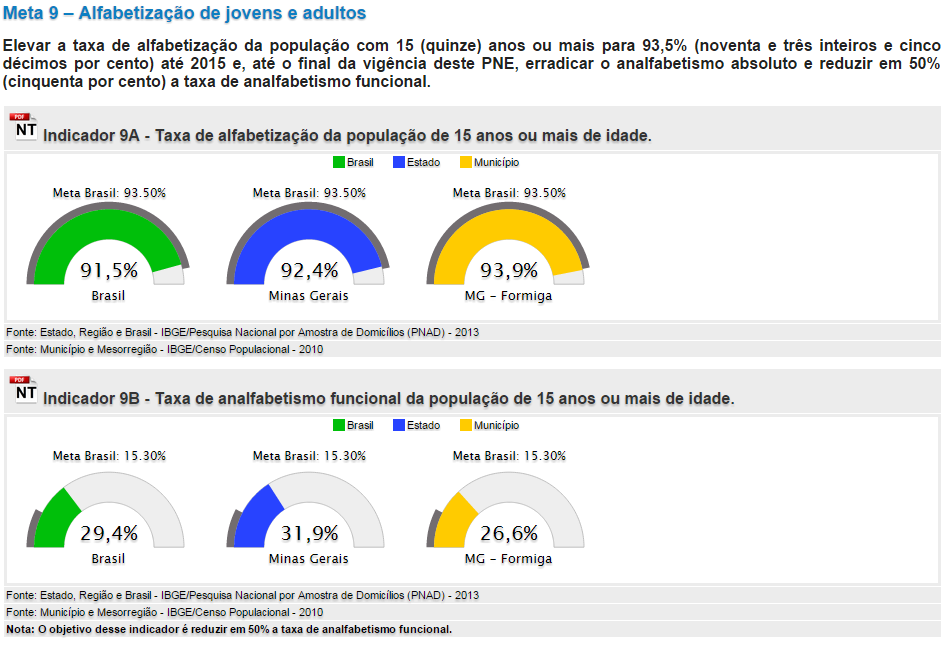 Meta 9 – Alfabetização de jovens e adultos
Elevar a taxa de alfabetização da população com 15 (quinze) anos ou mais para 93,5% (noventa e três inteiros e cinco
décimos por cento) até 2015 e, até o final da vigência deste PNE, erradicar o analfabetismo absoluto e reduzir em 50%
(cinquenta por cento) a taxa de analfabetismo funcional.
PDF
NT Indicador 9A - Taxa de alfabetização da população de 15 anos ou mais de idade.
Brasil Estado Município
Meta Brasil: 93.50% Meta Brasil: 93.50% Meta Brasil: 93.50%
91,5% 92,4% 93,9%
Brasil Minas Gerais MG - Formiga
Fonte: Estado, Região e Brasil - IBGE/Pesquisa Nacional por Amostra de Domicílios (PNAD) - 2013
Fonte: Município e Mesorregião - IBGE/Censo Populacional - 2010
PDF
NT Indicador 9B - Taxa de analfabetismo funcional da população de 15 anos ou mais de idade.
Brasil Estado Município
Meta Brasil: 15.30% Meta Brasil: 15.30% Meta Brasil: 15.30%
29,4% 31,9% 26,6%
Brasil Minas Gerais MG - Formiga
Fonte: Estado, Região e Brasil - IBGE/Pesquisa Nacional por Amostra de Domicílios (PNAD) - 2013
Fonte: Município e Mesorregião - IBGE/Censo Populacional - 2010
Nota: O objetivo desse indicador é reduzir em 50% a taxa de analfabetismo funcional.